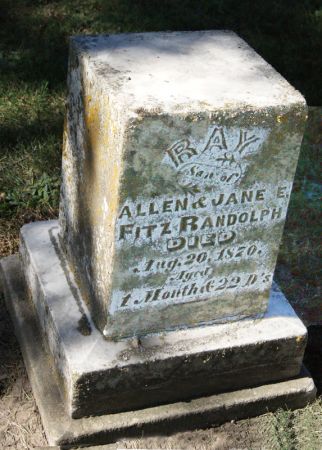 RAY
Son of
ALLEN & JANE E.
FITZ RANDOLPH
DIED
Aug. 20, 1870.
Aged
1 Month & 22 D's